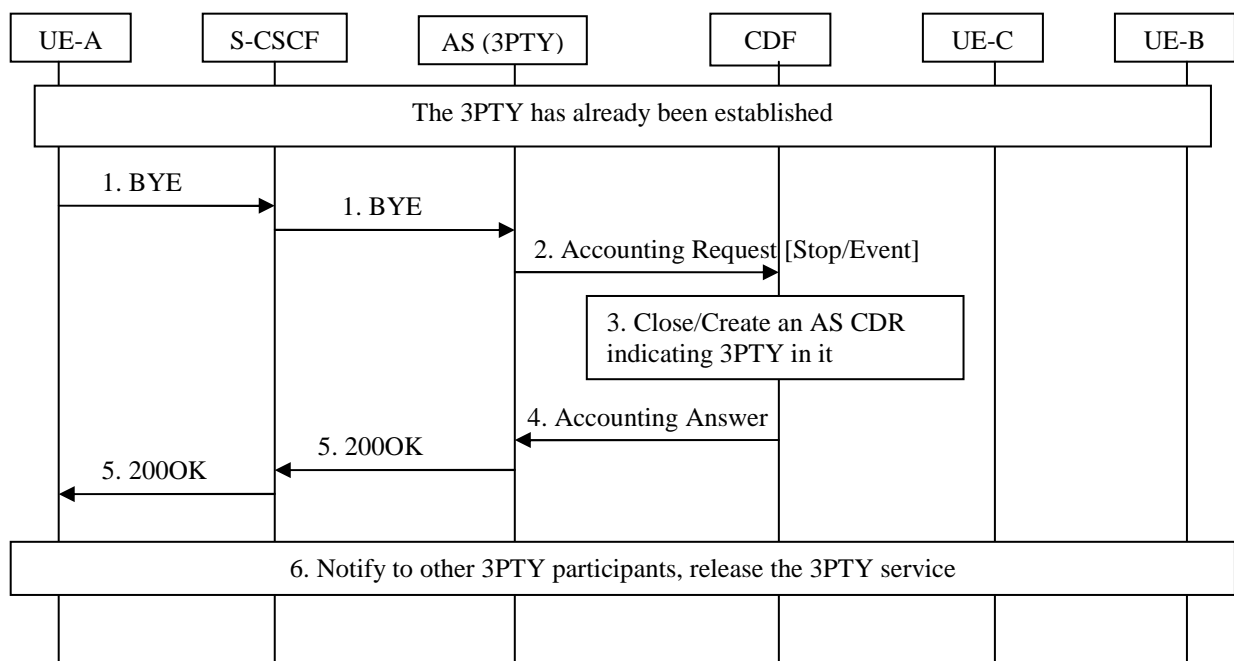 UE-A
S-CSCF
AS (3PTY)
CDF
UE-C
UE-B
The 3PTY has already been established
1. BYE
1. BYE
2. Accounting Request [Stop/Event]
3. Close/Create an AS CDR
indicating 3PTY in it
4. Accounting Answer
5. 200OK
5. 200OK
6. Notify to other 3PTY participants, release the 3PTY service